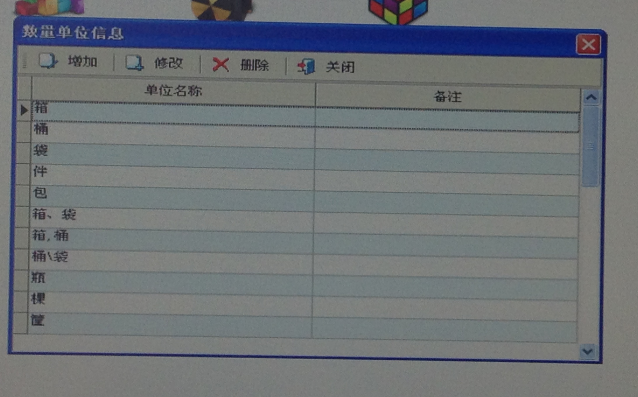 数量单位信息
增加 修改 删除 关闭
单位名称 备注
箱
桶
袋
件
包
箱、袋
箱,桶
桶\袋
瓶
棵
筐